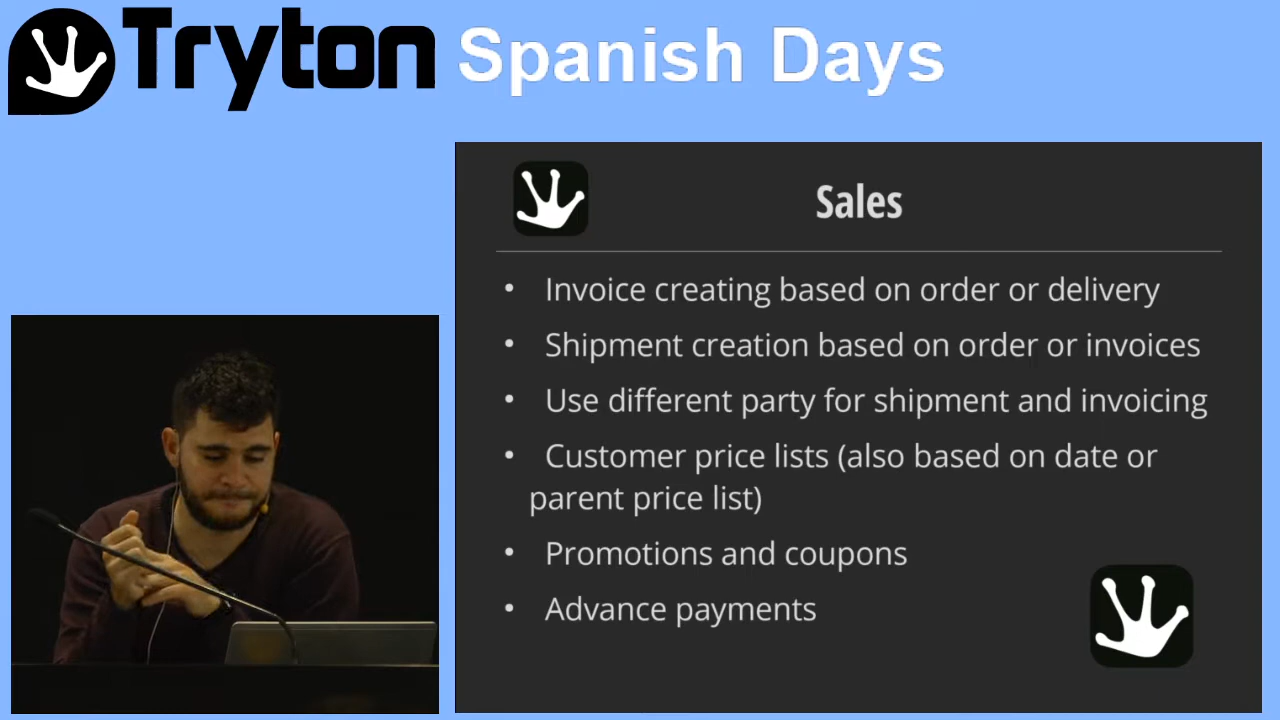 Tryton Spanish Days
Sales
• Invoice creating based on order or delivery
• Shipment creation based on order or invoices
• Use different party for shipment and invoicing
• Customer price lists (also based on date or
parent price list)
• Promotions and coupons
• Advance payments